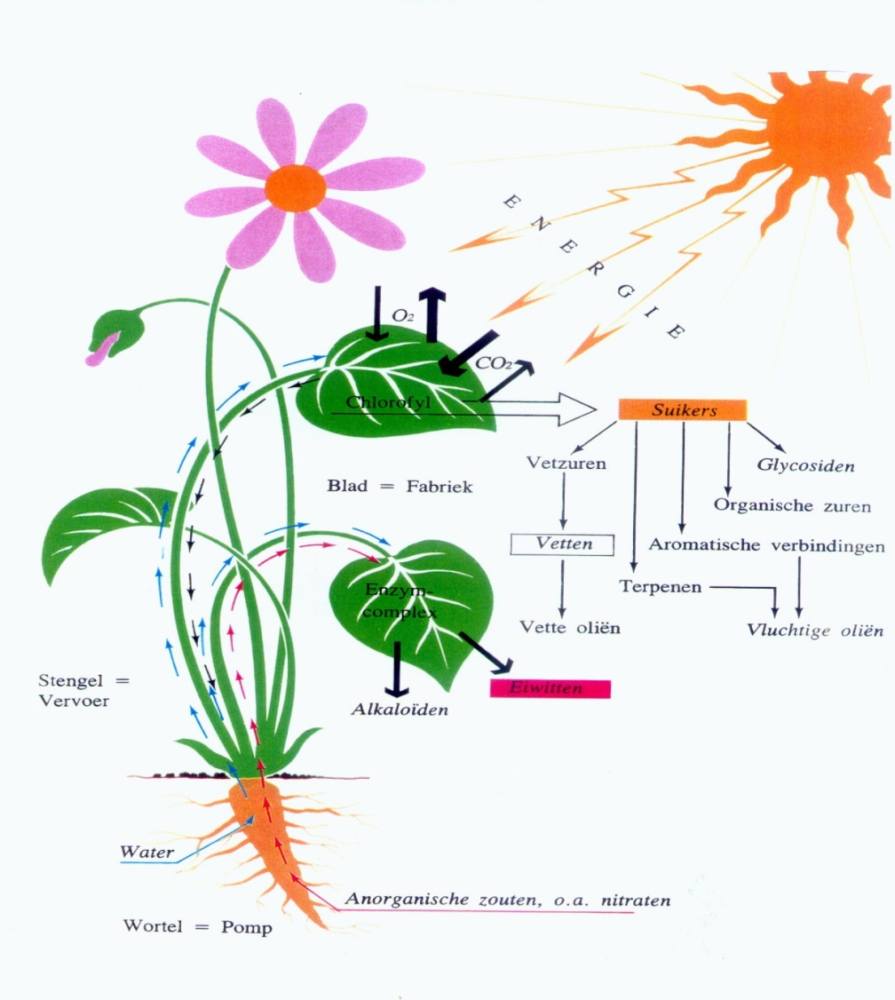 ENERGIE
O2
CO2
Chlorofyl
Suikers
Vetzuren
Glycosiden
Blad = Fabriek
Organische zuren
Vetten
Aromatische verbindingen
Terpenen
Enzym-
complex
Vette oliën
Vluchtige oliën
Stengel =
Vervoer
Eiwitten
Alkaloïden
Water
Anorganische zouten, o.a. nitraten
Wortel = Pomp